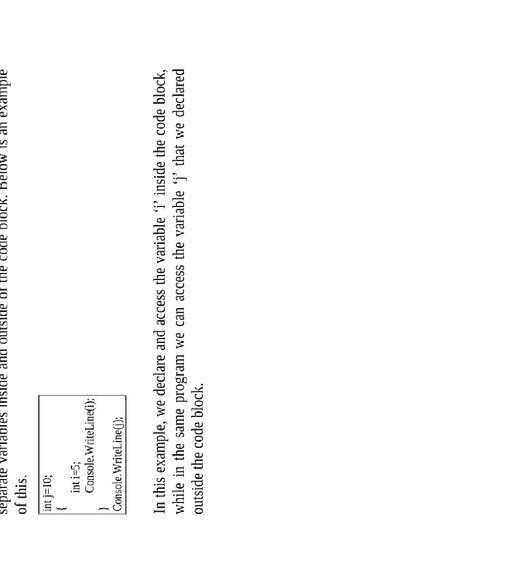 separate variables inside and outside of the code block. Below is an example
of this.
int j=10;
{
int i=5;
Console.WriteLine(i);
}
Console.WriteLine(j);
In this example, we declare and access the variable ‘i’ inside the code block,
while in the same program we can access the variable ‘j’ that we declared
outside the code block.